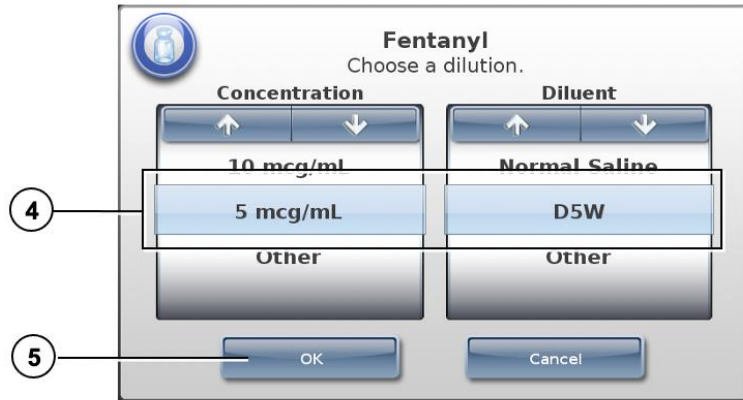 Fentanyl
Choose a dilution.
Concentration Diluent
10 mcg/mL Normal Saline
4
5 mcg/mL D5W
Other Other
5
OK Cancel